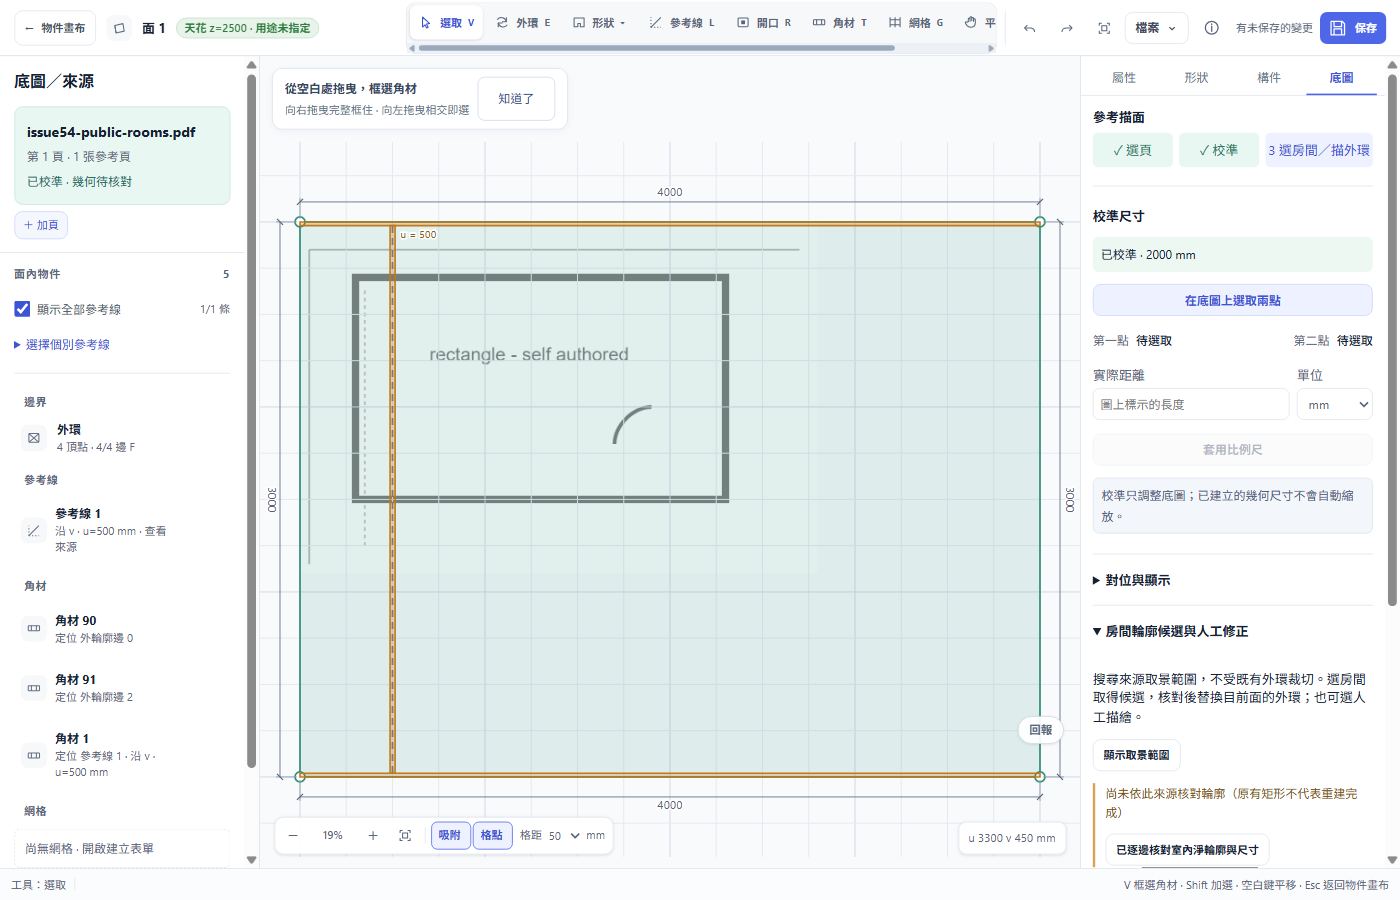 ← 物件畫布
面 1
天花 z=2500 · 用途未指定
選取 V
外環 E
形狀
參考線 L
開口 R
角材 T
網格 G
平
檔案
有未保存的變更
保存
底圖／來源
issue54-public-rooms.pdf
第 1 頁 · 1 張參考頁
已校準 · 幾何待核對
＋ 加頁
面內物件
5
顯示全部參考線
1/1 條
選擇個別參考線
邊界
外環
4 頂點 · 4/4 邊 F
參考線
參考線 1
沿 v · u=500 mm · 查看
來源
角材
角材 90
定位 外輪廓邊 0
角材 91
定位 外輪廓邊 2
角材 1
定位 參考線 1 · 沿 v ·
u=500 mm
網格
尚無網格 · 開啟建立表單
從空白處拖曳，框選角材
向右拖曳完整框住 · 向左拖曳相交即選
知道了
4000
u = 500
rectangle - self authored
3000
3000
4000
回報
19%
吸附
格點
格距
50
mm
u 3300 v 450 mm
屬性
形狀
構件
底圖
參考描面
✓ 選頁
✓ 校準
3 選房間／描外環
校準尺寸
已校準 · 2000 mm
在底圖上選取兩點
第一點 待選取
第二點 待選取
實際距離
單位
圖上標示的長度
mm
套用比例尺
校準只調整底圖；已建立的幾何尺寸不會自動縮
放。
對位與顯示
房間輪廓候選與人工修正
搜尋來源取景範圍，不受既有外環裁切。選房間
取得候選，核對後替換目前面的外環；也可選人
工描繪。
顯示取景範圍
尚未依此來源核對輪廓（原有矩形不代表重建完
成）
已逐邊核對室內淨輪廓與尺寸
工具：選取
V 框選角材 · Shift 加選 · 空白鍵平移 · Esc 返回物件畫布